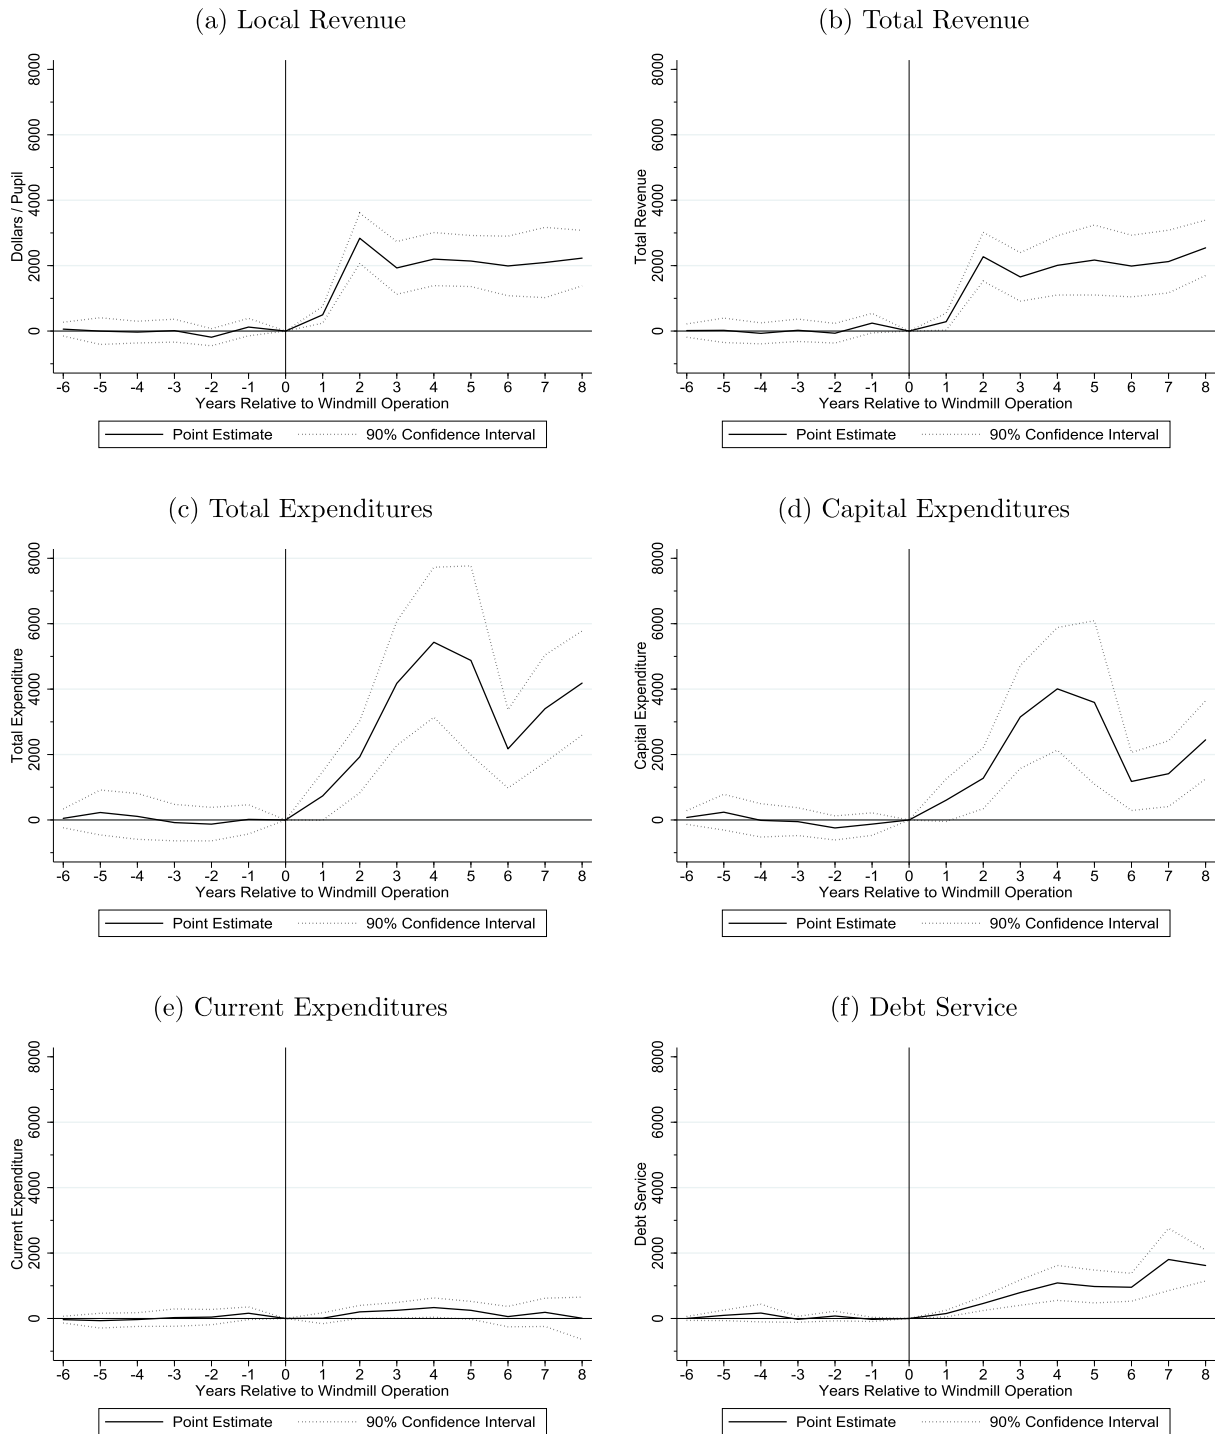 (a) Local Revenue
Dollars / Pupil
8000
6000
4000
2000
0
-6 -5 -4 -3 -2 -1 0 1 2 3 4 5 6 7 8
Years Relative to Windmill Operation
Point Estimate 90% Confidence Interval
(b) Total Revenue
Total Revenue
8000
6000
4000
2000
0
-6 -5 -4 -3 -2 -1 0 1 2 3 4 5 6 7 8
Years Relative to Windmill Operation
Point Estimate 90% Confidence Interval
(c) Total Expenditures
Total Expenditure
8000
6000
4000
2000
0
-6 -5 -4 -3 -2 -1 0 1 2 3 4 5 6 7 8
Years Relative to Windmill Operation
Point Estimate 90% Confidence Interval
(d) Capital Expenditures
Capital Expenditure
8000
6000
4000
2000
0
-6 -5 -4 -3 -2 -1 0 1 2 3 4 5 6 7 8
Years Relative to Windmill Operation
Point Estimate 90% Confidence Interval
(e) Current Expenditures
Current Expenditure
8000
6000
4000
2000
0
-6 -5 -4 -3 -2 -1 0 1 2 3 4 5 6 7 8
Years Relative to Windmill Operation
Point Estimate 90% Confidence Interval
(f) Debt Service
Debt Service
8000
6000
4000
2000
0
-6 -5 -4 -3 -2 -1 0 1 2 3 4 5 6 7 8
Years Relative to Windmill Operation
Point Estimate 90% Confidence Interval